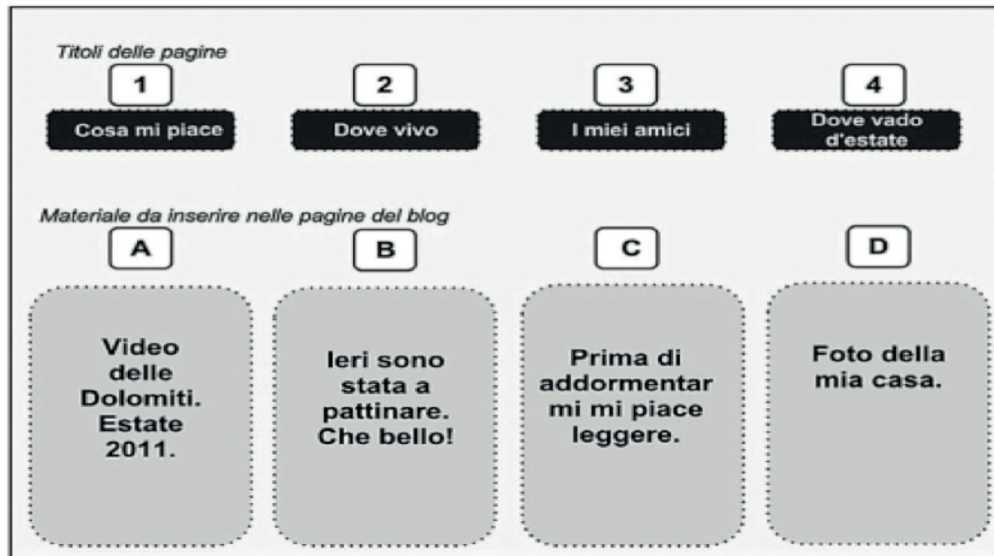 Titoli delle pagine
1
2
3
4
Cosa mi piace
Dove vivo
I miei amici
Dove vado
d'estate
Materiale da inserire nelle pagine del blog
A
B
C
D
Video
delle
Dolomiti.
Estate
2011.
Ieri sono
stata a
pattinare.
Che bello!
Prima di
addormentar
mi mi piace
leggere.
Foto della
mia casa.